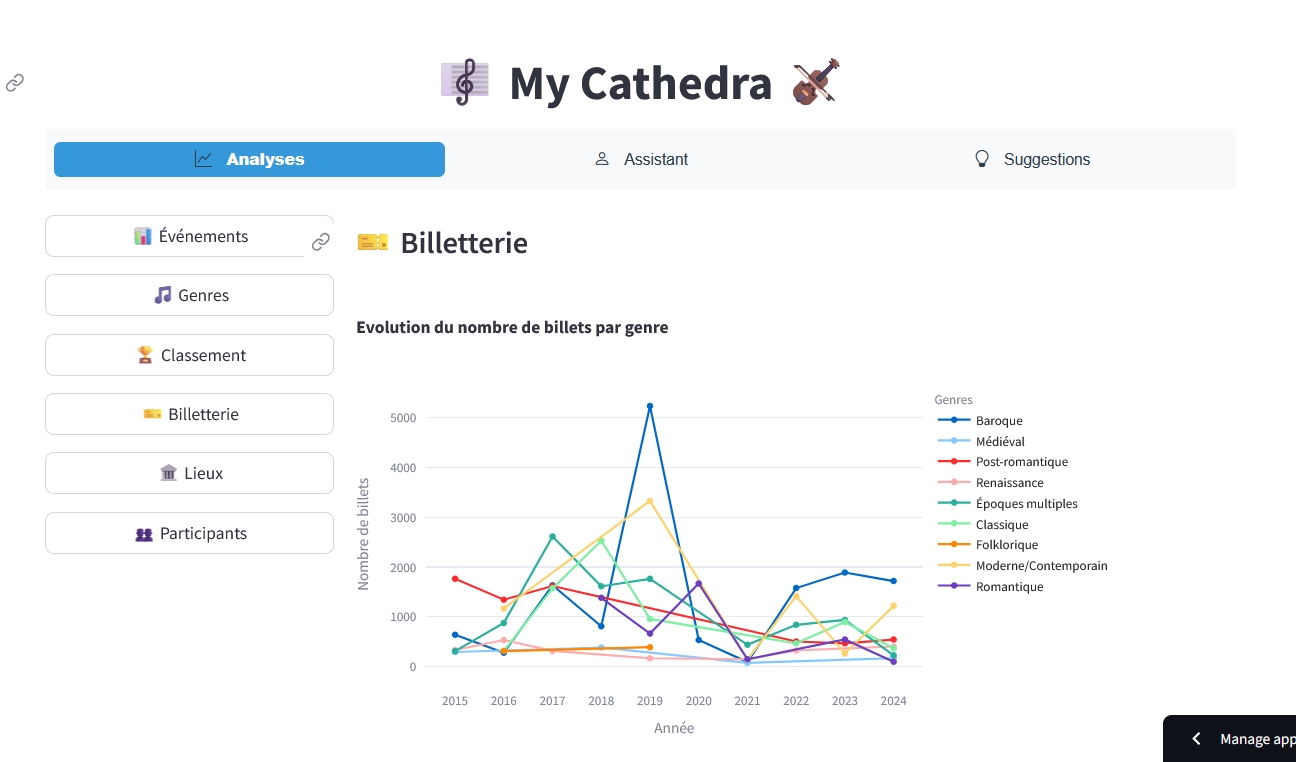 My Cathedra
Analyses
Assistant
Suggestions
Événements
Genres
Classement
Billetterie
Lieux
Participants
Billetterie
Evolution du nombre de billets par genre
Nombre de billets
5000
4000
3000
2000
1000
0
2015 2016 2017 2018 2019 2020 2021 2022 2023 2024
Année
Genres
Baroque
Médiéval
Post-romantique
Renaissance
Époques multiples
Classique
Folklorique
Moderne/Contemporain
Romantique
Manage app